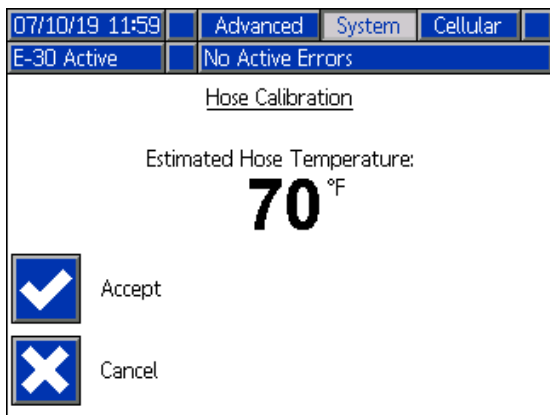 07/10/19 11:59 Advanced System Cellular
E-30 Active No Active Errors
Hose Calibration
Estimated Hose Temperature:
70 °F
Accept
Cancel